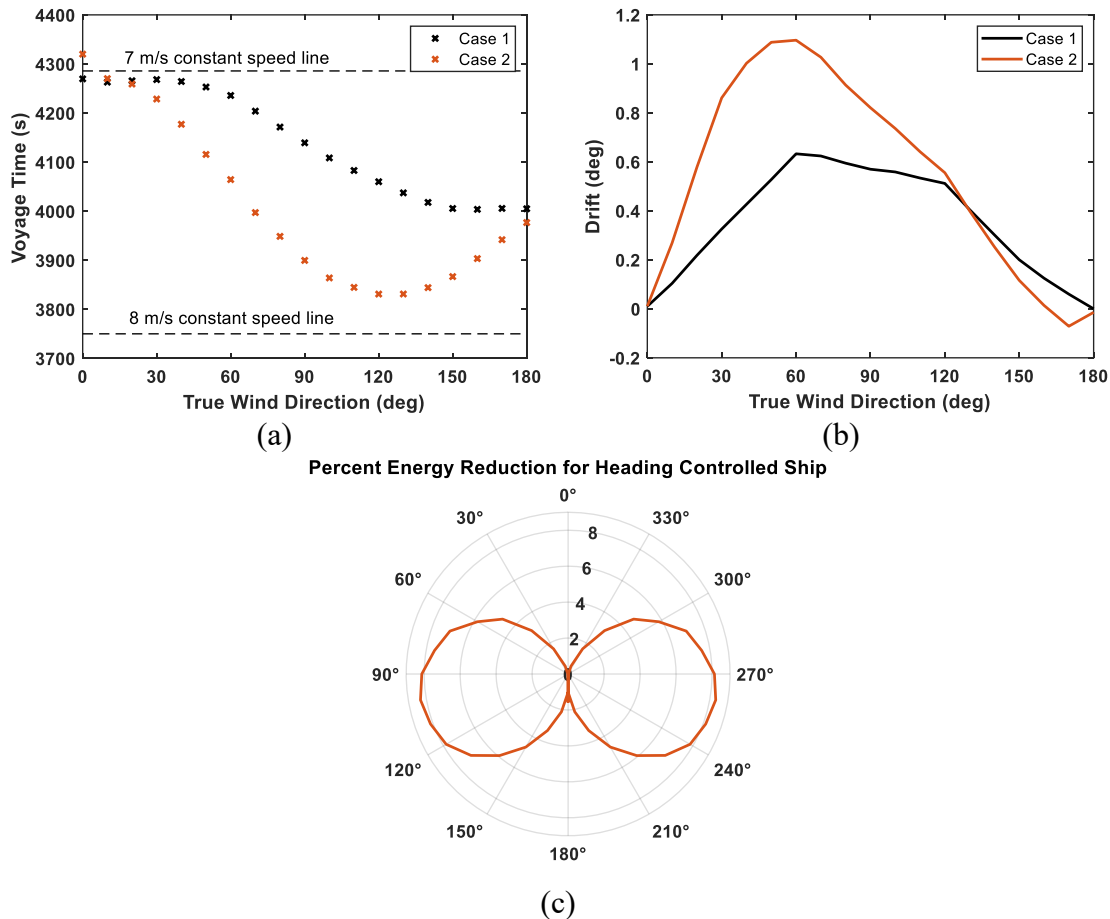 4400
4300
4200
4100
4000
3900
3800
3700
Voyage Time (s)
7 m/s constant speed line
8 m/s constant speed line
Case 1
Case 2
0 30 60 90 120 150 180
True Wind Direction (deg)
(a)
1.2
1
0.8
0.6
0.4
0.2
0
-0.2
Drift (deg)
Case 1
Case 2
0 30 60 90 120 150 180
True Wind Direction (deg)
(b)
Percent Energy Reduction for Heading Controlled Ship
0°
30° 330°
8
60° 6 300°
4
2
90° 0 270°
120° 240°
150° 210°
180°
(c)